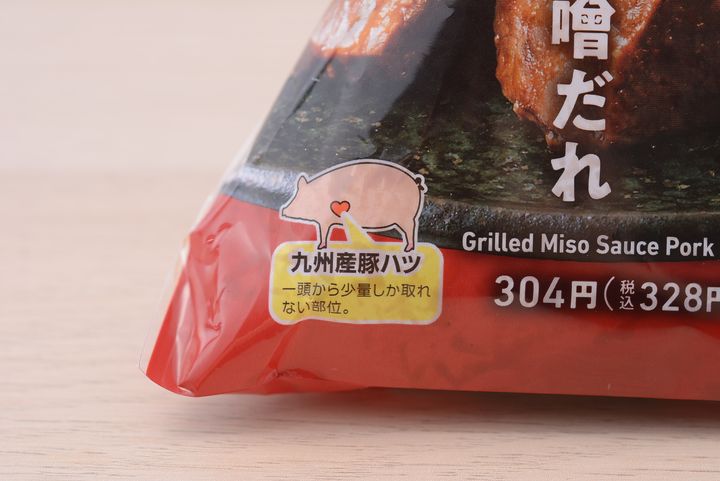 噌だれ
Grilled Miso Sauce Pork
304円(税込328円
九州産豚ハツ
一頭から少量しか取れ
ない部位。